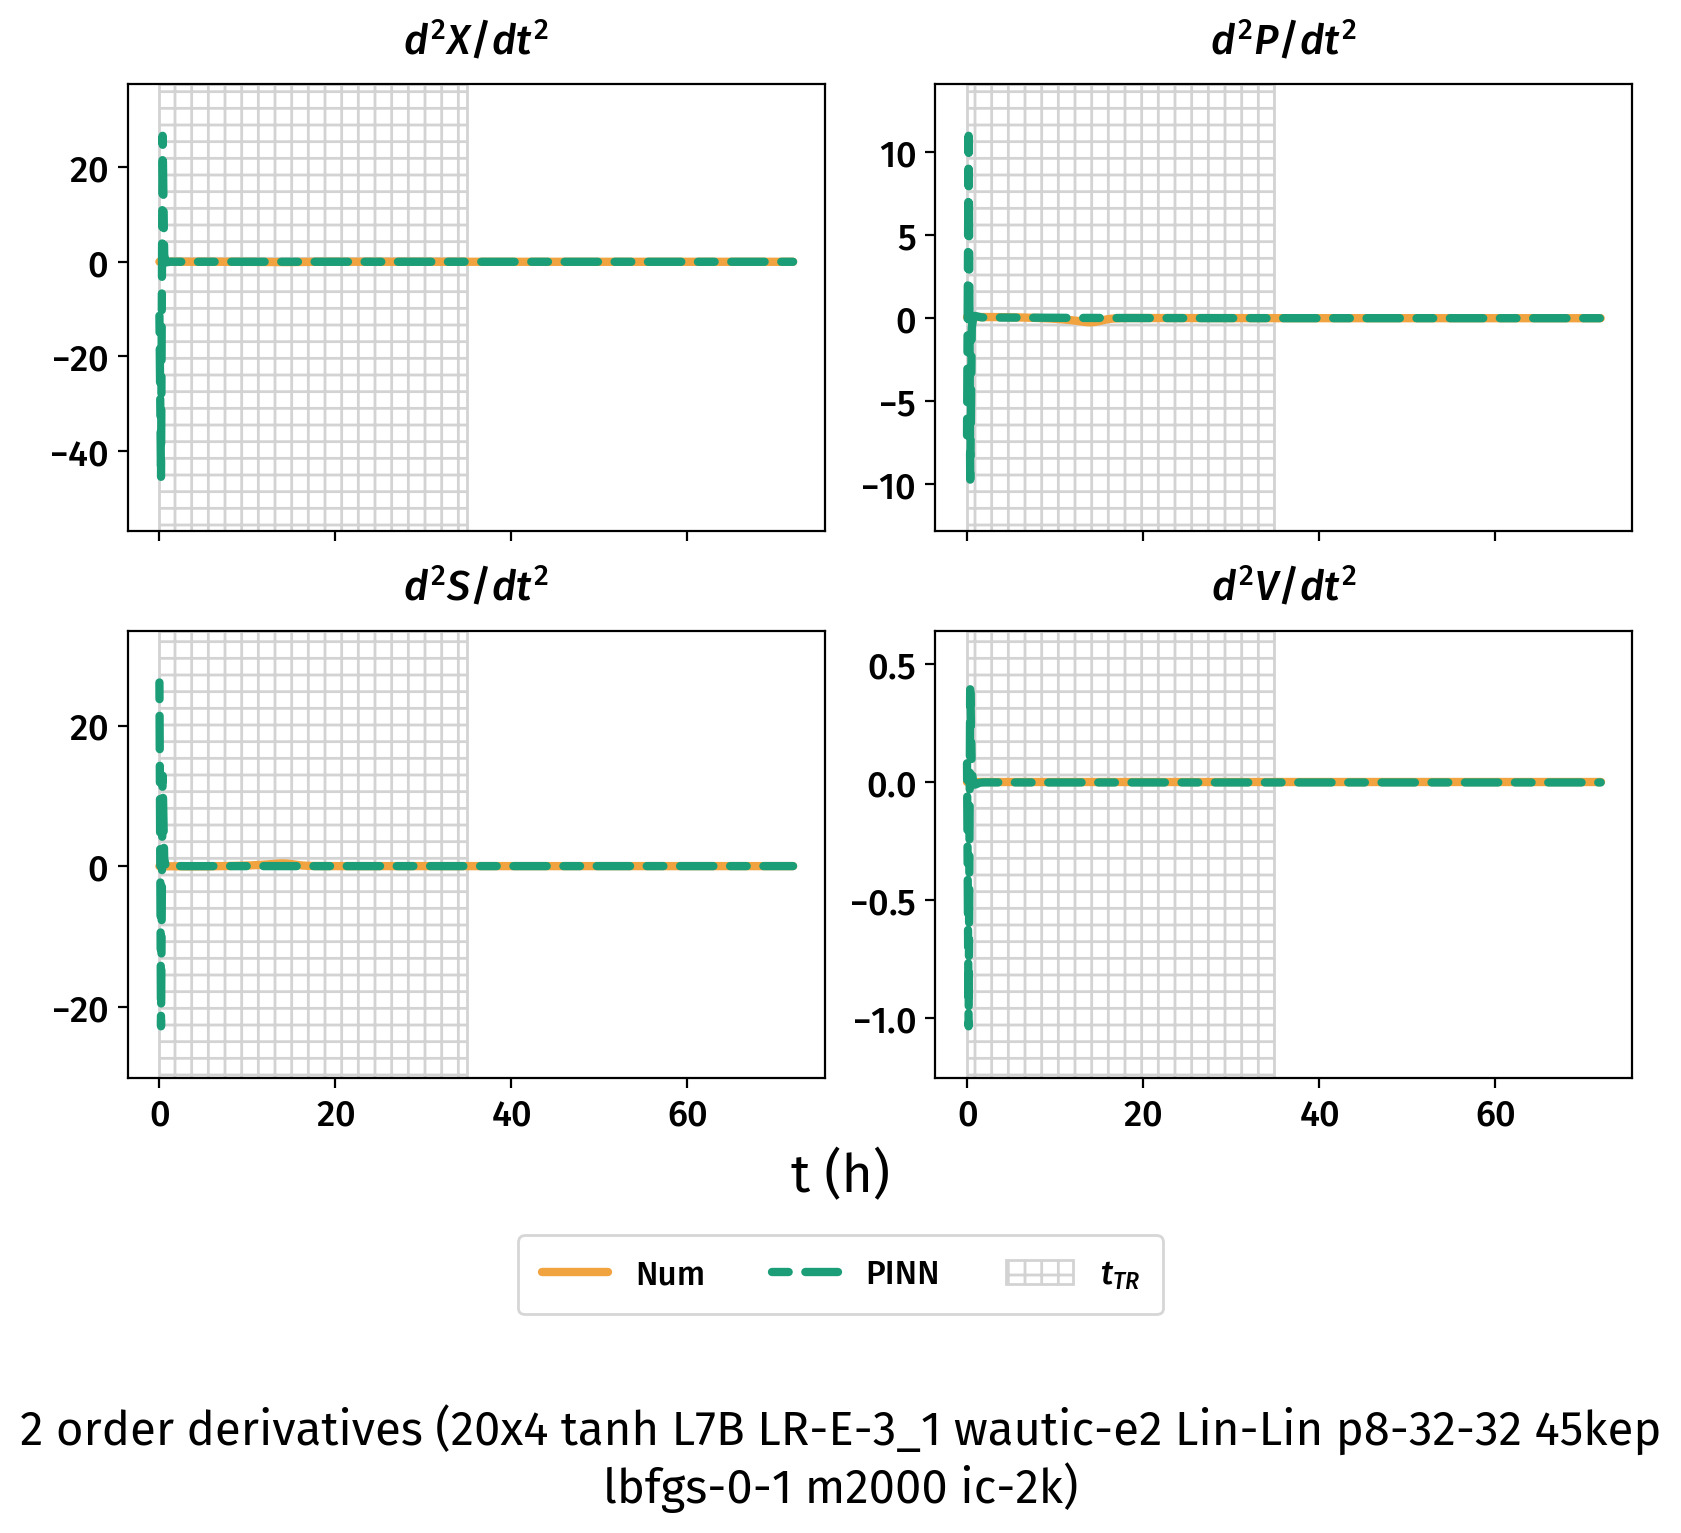 d²X/dt²
d²P/dt²
20
0
−20
−40
10
5
0
−5
−10
d²S/dt²
d²V/dt²
20
0
−20
0.5
0.0
−0.5
−1.0
0 20 40 60
0 20 40 60
t (h)
Num PINN t_TR
2 order derivatives (20x4 tanh L7B LR-E-3_1 wautic-e2 Lin-Lin p8-32-32 45kep
lbfgs-0-1 m2000 ic-2k)